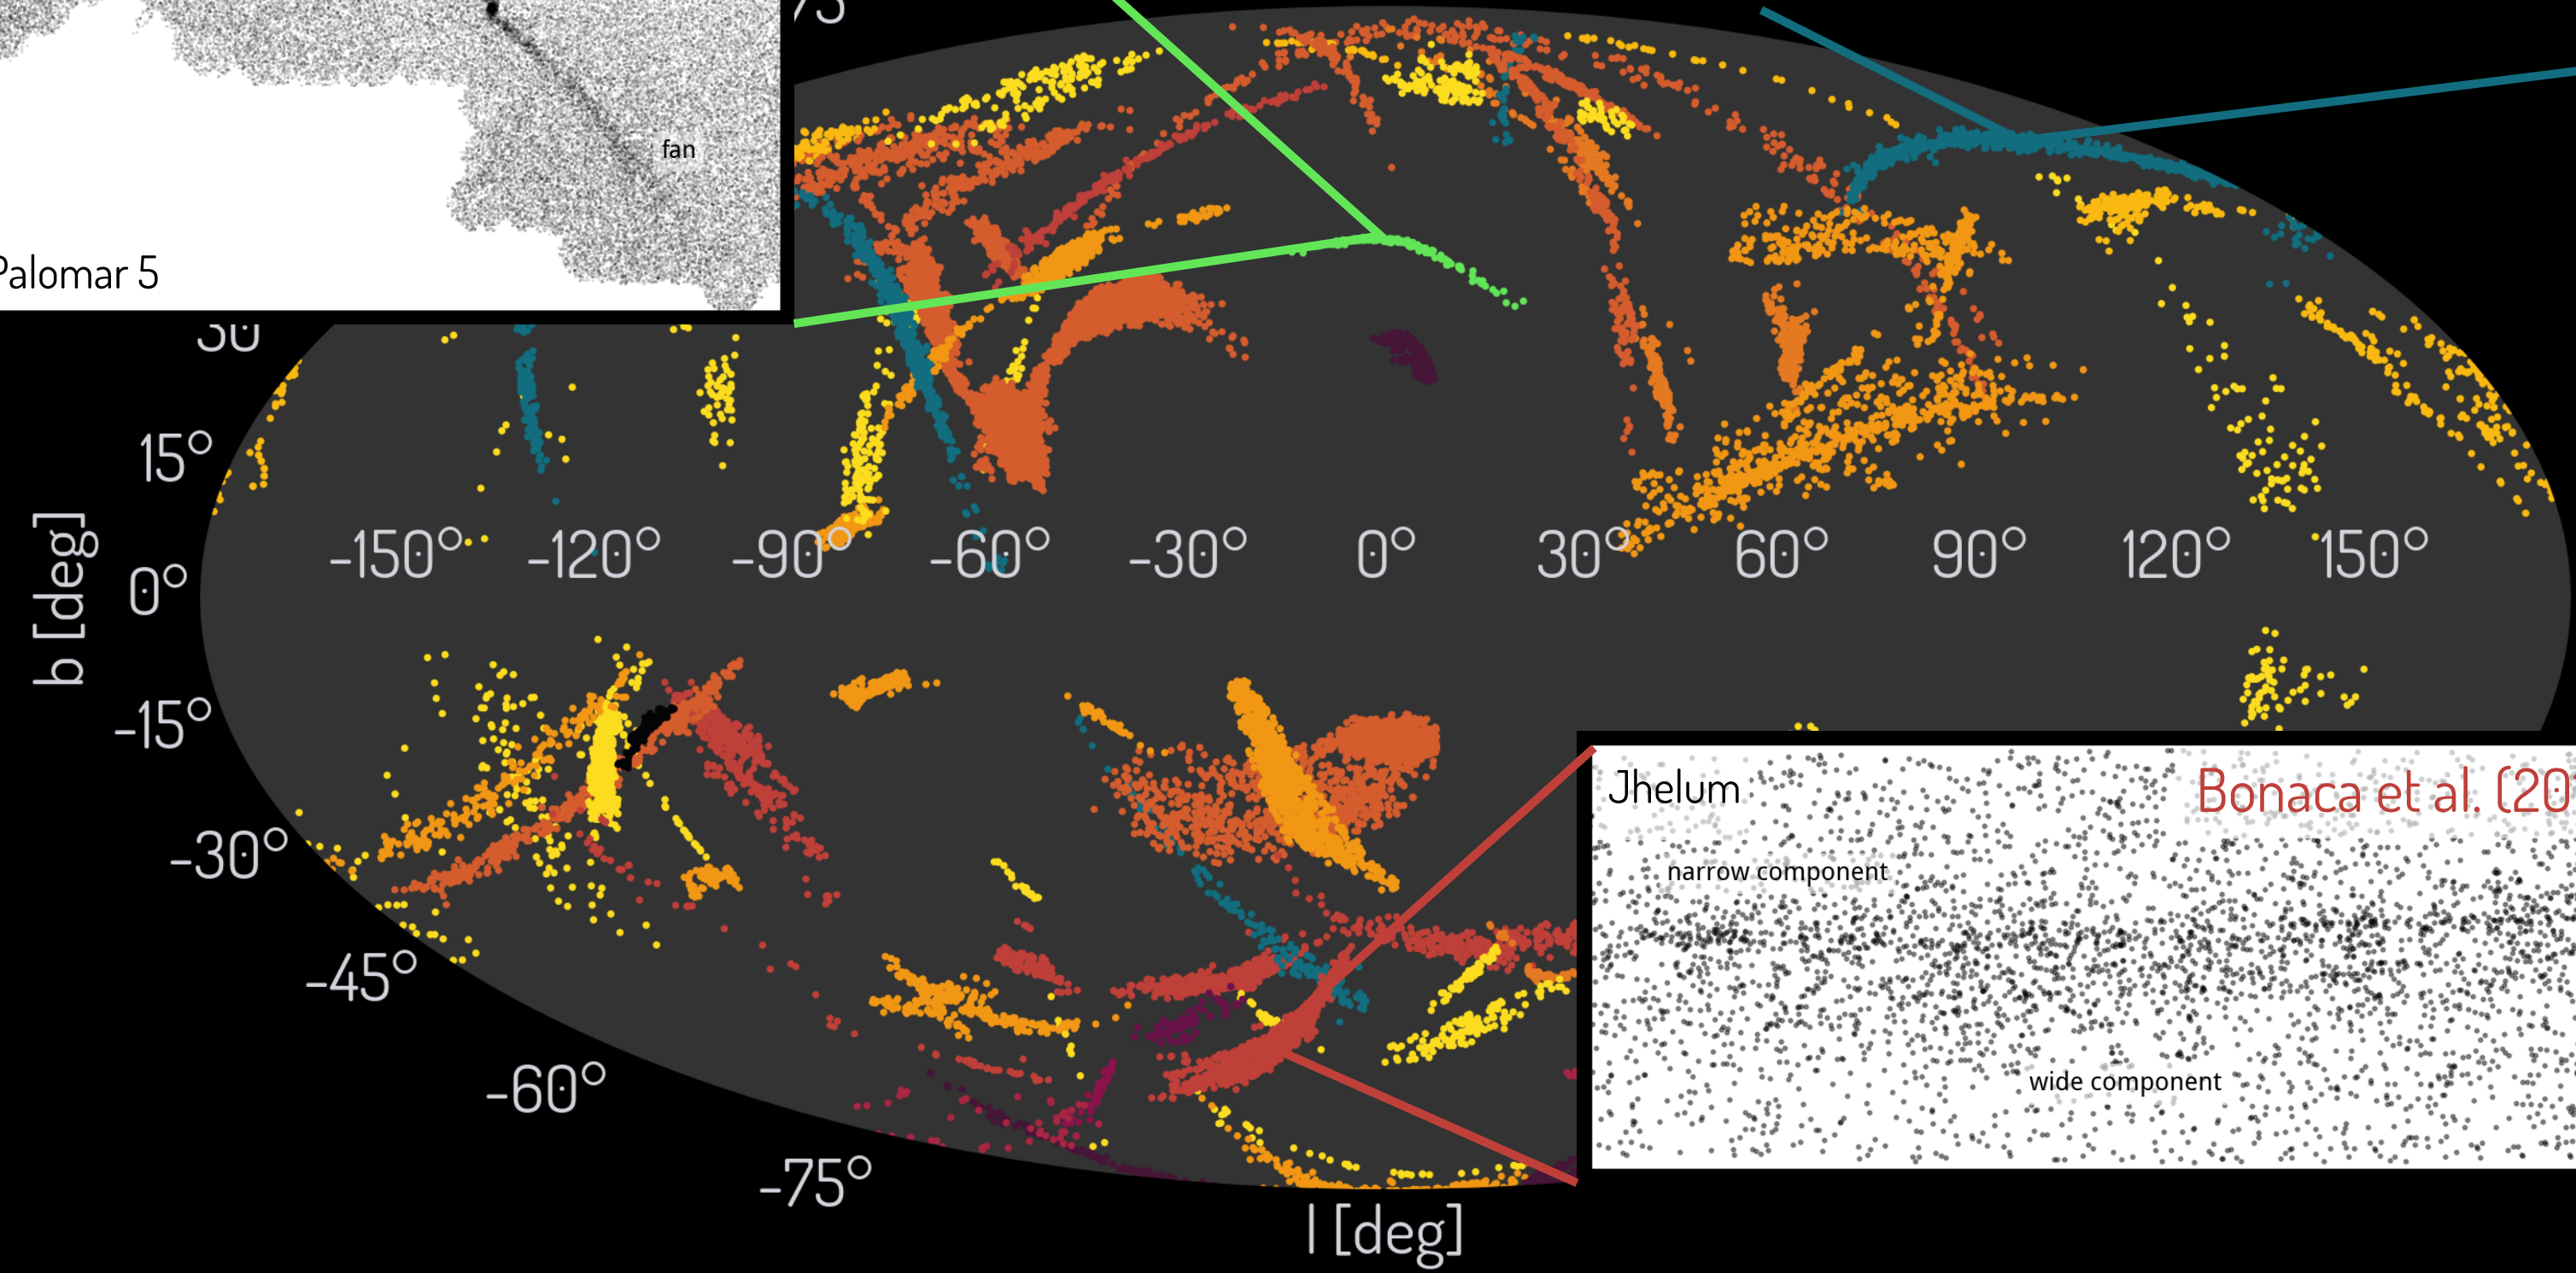 75
fan
Palomar 5
30
15°
-150° -120° -90° -60° -30° 0° 30° 60° 90° 120° 150°
b [deg]
0°
-15°
Jhelum
Bonaca et al. (20
narrow component
-30°
-45°
-60°
wide component
-75°
l [deg]